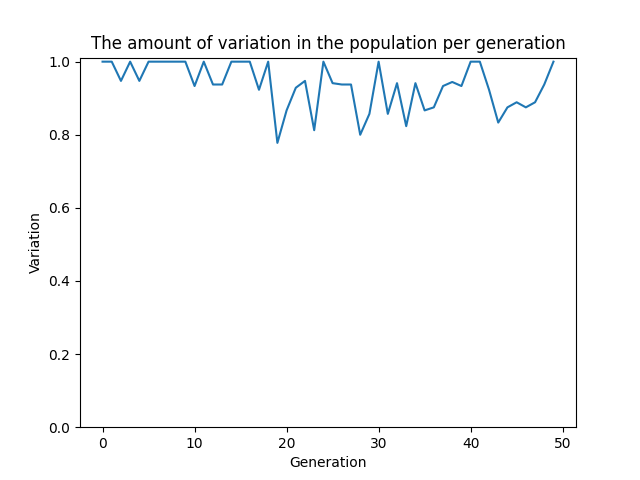 The amount of variation in the population per generation
1.0
0.8
0.6
0.4
0.2
0.0
Variation
0 10 20 30 40 50
Generation